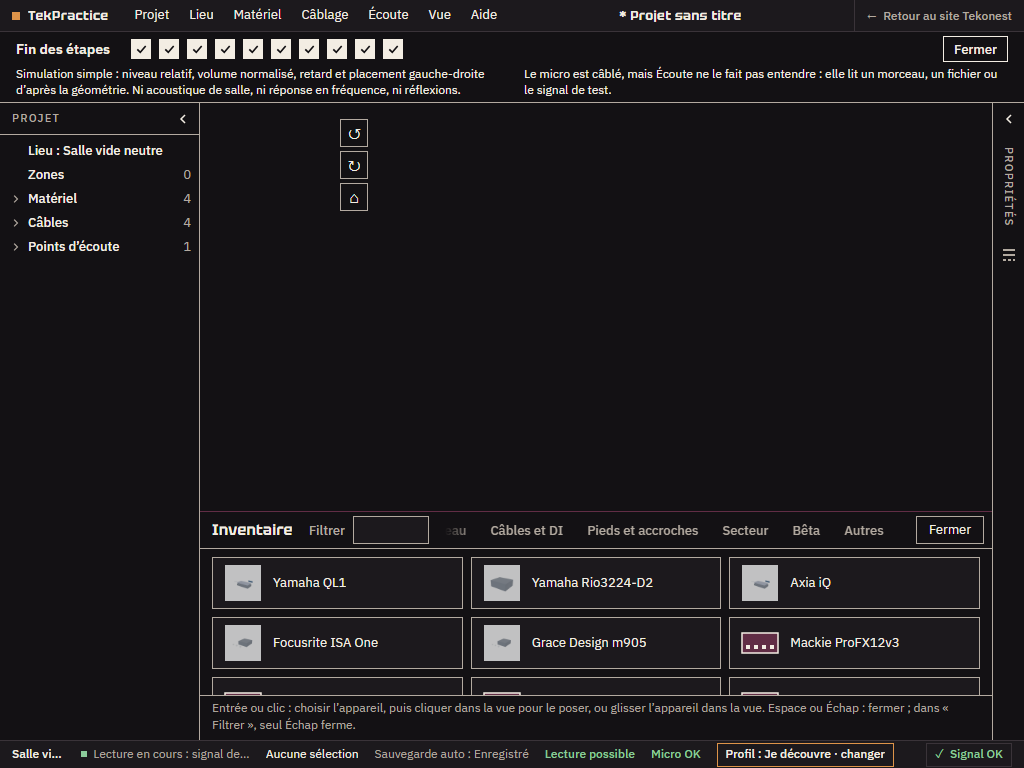 TekPractice Projet Lieu Matériel Câblage Écoute Vue Aide * Projet sans titre ← Retour au site Tekonest
Fin des étapes Fermer
Simulation simple : niveau relatif, volume normalisé, retard et placement gauche-droite
d'après la géométrie. Ni acoustique de salle, ni réponse en fréquence, ni réflexions.
Le micro est câblé, mais Écoute ne le fait pas entendre : elle lit un morceau, un fichier ou
le signal de test.
PROJET
Lieu : Salle vide neutre
Zones 0
Matériel 4
Câbles 4
Points d'écoute 1
PROPRIÉTÉS
Inventaire Filtrer eau Câbles et DI Pieds et accroches Secteur Bêta Autres Fermer
Yamaha QL1 Yamaha Rio3224-D2 Axia iQ
Focusrite ISA One Grace Design m905 Mackie ProFX12v3
Entrée ou clic : choisir l'appareil, puis cliquer dans la vue pour le poser, ou glisser l'appareil dans la vue. Espace ou Échap : fermer ; dans «
Filtrer », seul Échap ferme.
Salle vi... Lecture en cours : signal de... Aucune sélection Sauvegarde auto : Enregistré Lecture possible Micro OK Profil : Je découvre · changer ✓ Signal OK